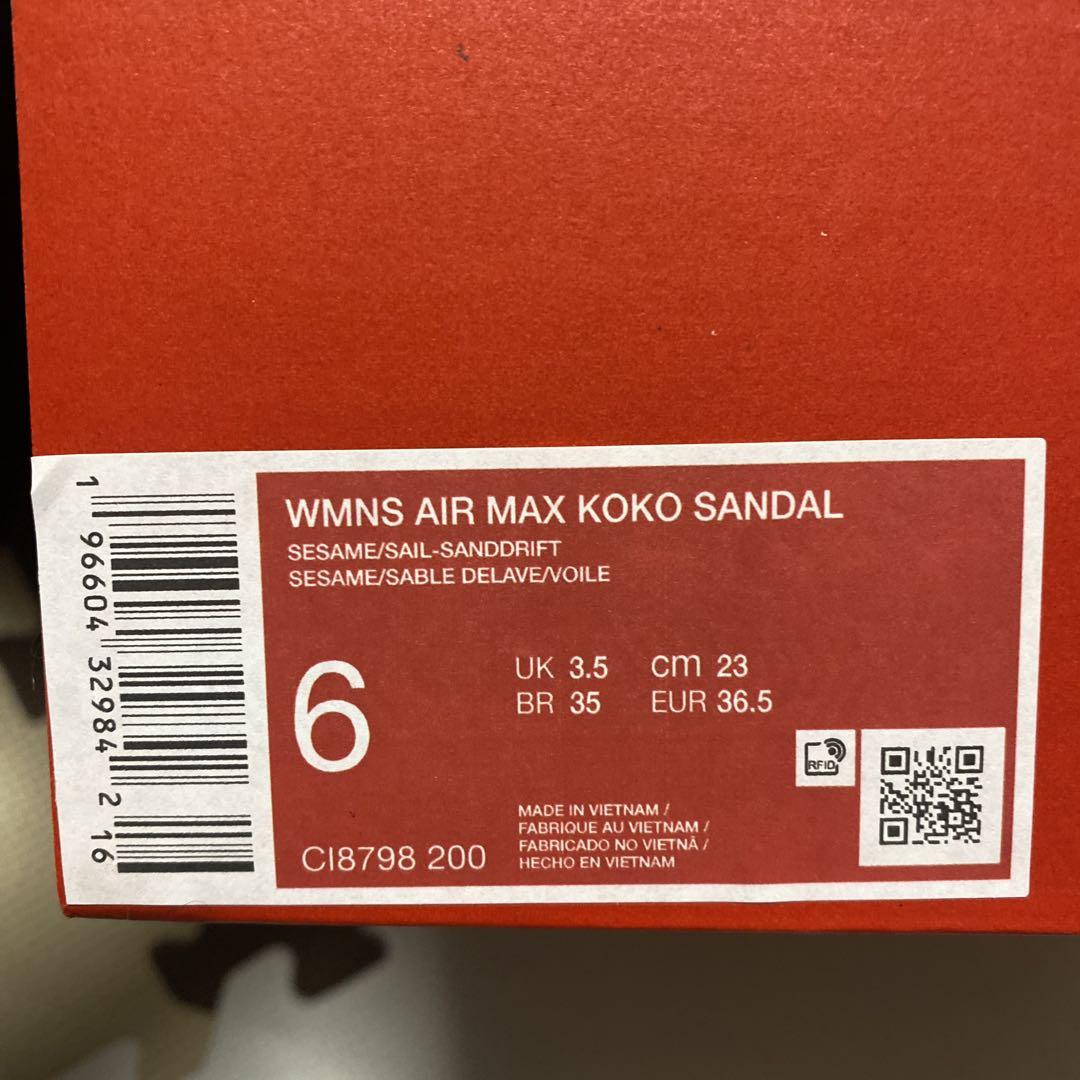 WMNS AIR MAX KOKO SANDAL
SESAME/SAIL-SANDDRIFT
SESAME/SABLE DELAVE/VOILE
6
UK 3.5 cm 23
BR 35 EUR 36.5
RFID
CI8798 200
MADE IN VIETNAM /
FABRIQUE AU VIETNAM /
FABRICADO NO VIETNÃ /
HECHO EN VIETNAM
1 96604 32984 2 16